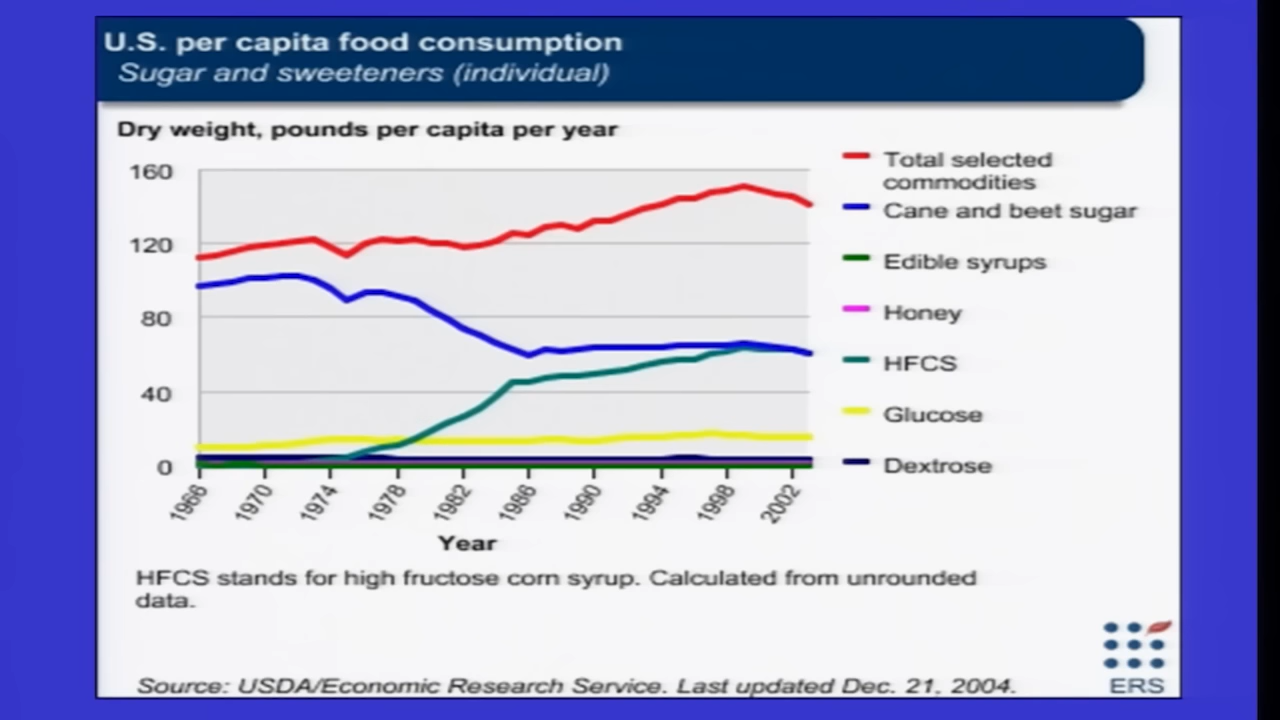 U.S. per capita food consumption
Sugar and sweeteners (individual)
Dry weight, pounds per capita per year
160
120
80
40
0
1966
1970
1974
1978
1982
1986
1990
1994
1998
2002
Year
Total selected
commodities
Cane and beet sugar
Edible syrups
Honey
HFCS
Glucose
Dextrose
HFCS stands for high fructose corn syrup. Calculated from unrounded
data.
Source: USDA/Economic Research Service. Last updated Dec. 21, 2004.
ERS